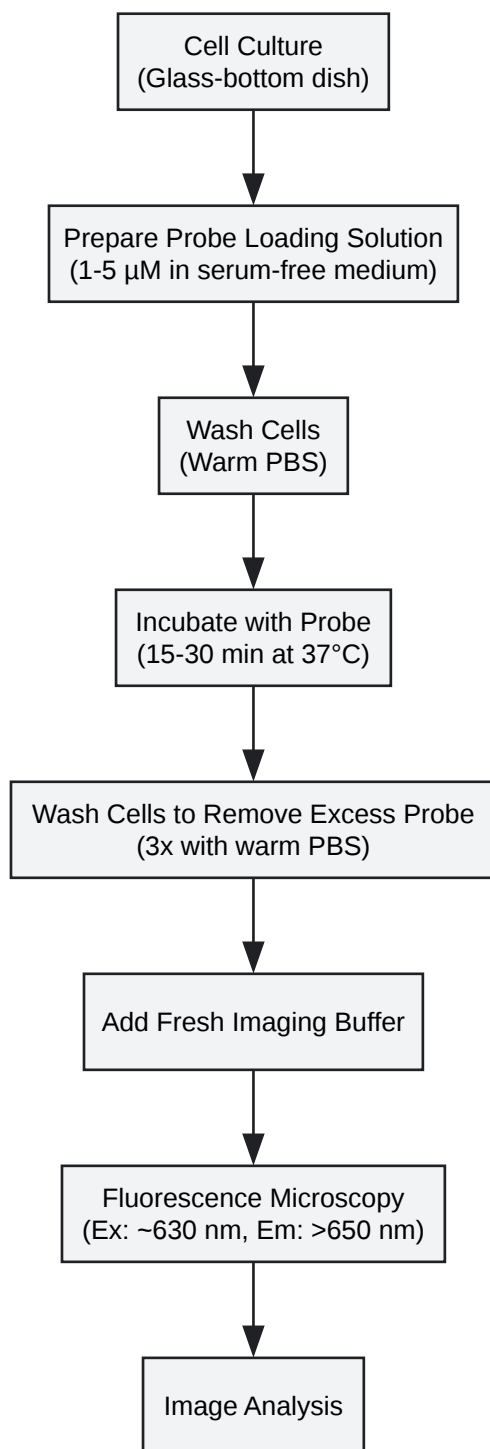 Cell Culture
(Glass-bottom dish)
Prepare Probe Loading Solution
(1-5 µM in serum-free medium)
Wash Cells
(Warm PBS)
Incubate with Probe
(15-30 min at 37°C)
Wash Cells to Remove Excess Probe
(3x with warm PBS)
Add Fresh Imaging Buffer
Fluorescence Microscopy
(Ex: ~630 nm, Em: >650 nm)
Image Analysis